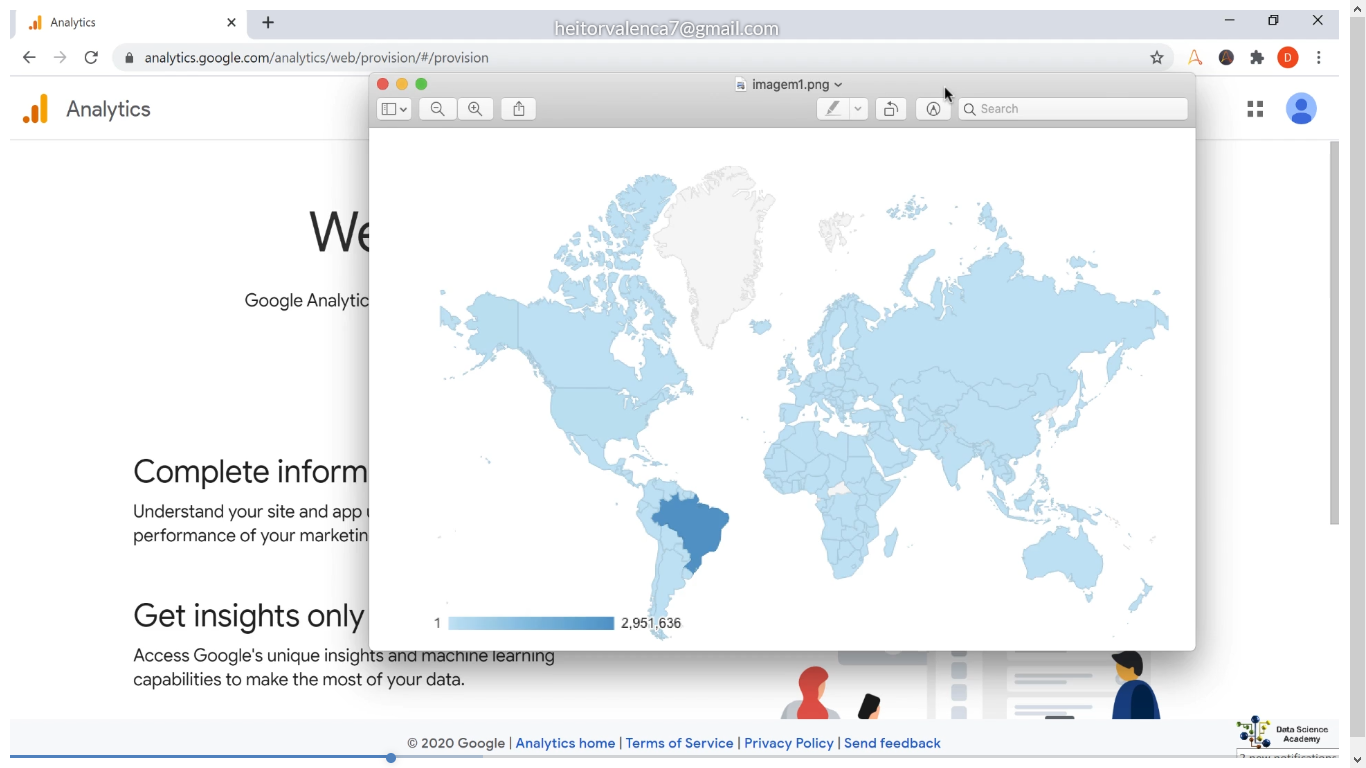 Analytics
heitorvalenca7@gmail.com
analytics.google.com/analytics/web/provision/#/provision
D
imagem1.png
Analytics
Search
We
Google Analytic
Complete inform
Understand your site and app u
performance of your marketin
Get insights only
1
2,951,636
Access Google's unique insights and machine learning
capabilities to make the most of your data.
© 2020 Google | Analytics home | Terms of Service | Privacy Policy | Send feedback
Data Science
Academy